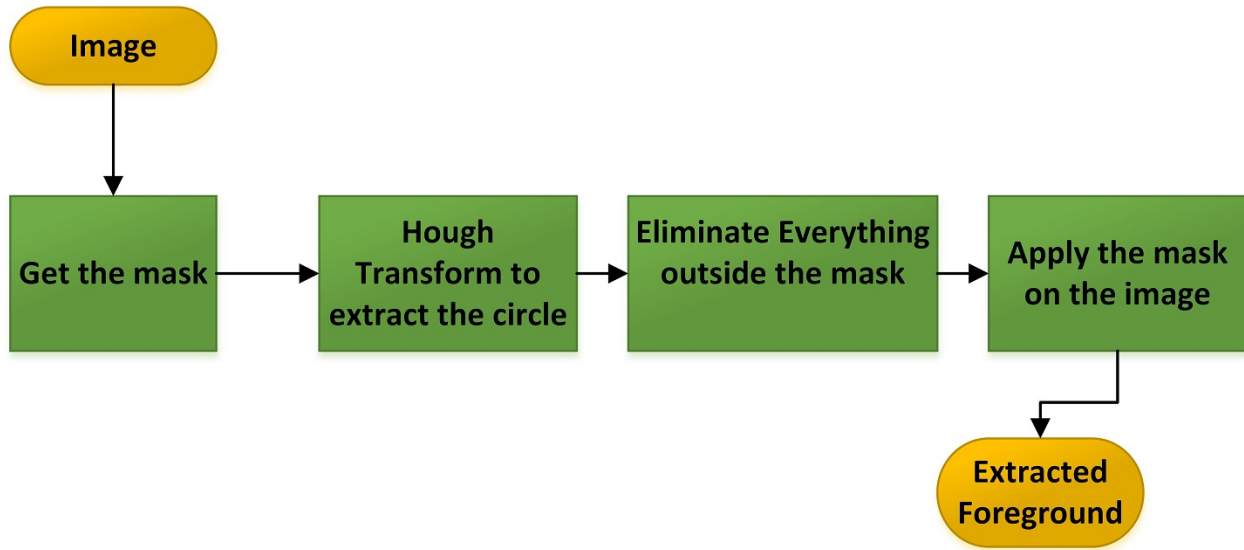 Image
Get the mask
Hough
Transform to
extract the circle
Eliminate Everything
outside the mask
Apply the mask
on the image
Extracted
Foreground